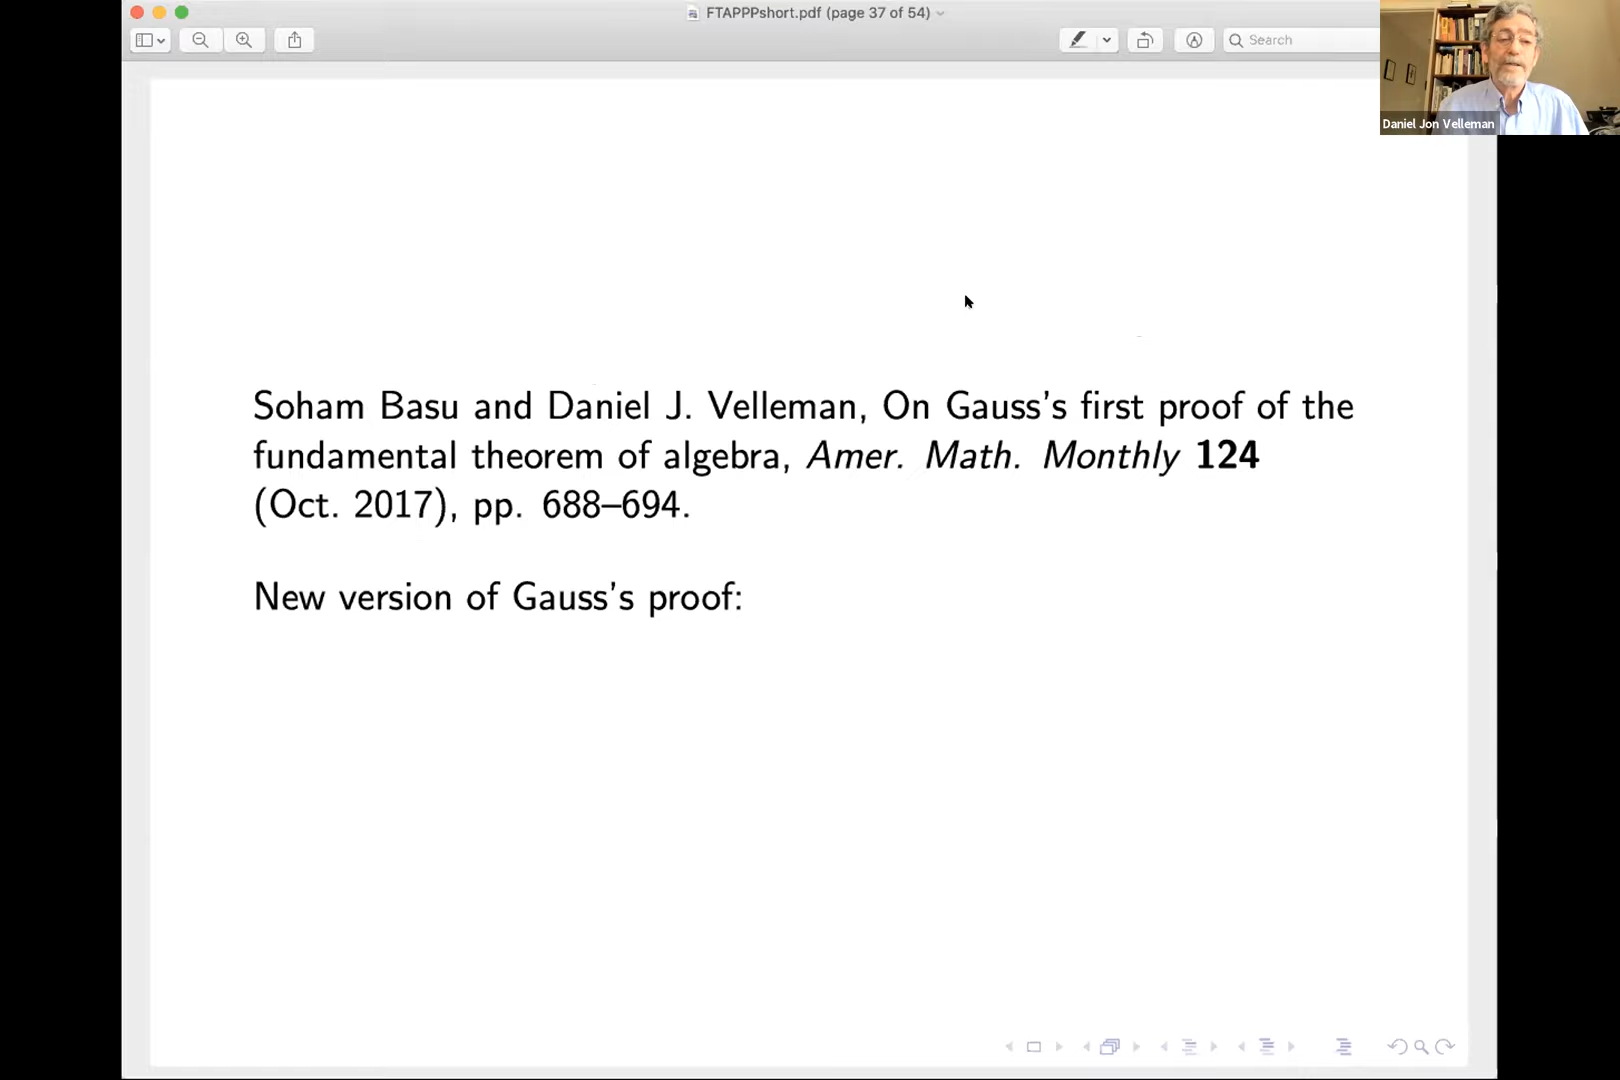 FTAPPPshort.pdf (page 37 of 54)
Search
Daniel Jon Velleman
Soham Basu and Daniel J. Velleman, On Gauss's first proof of the
fundamental theorem of algebra, Amer. Math. Monthly 124
(Oct. 2017), pp. 688–694.
New version of Gauss's proof: